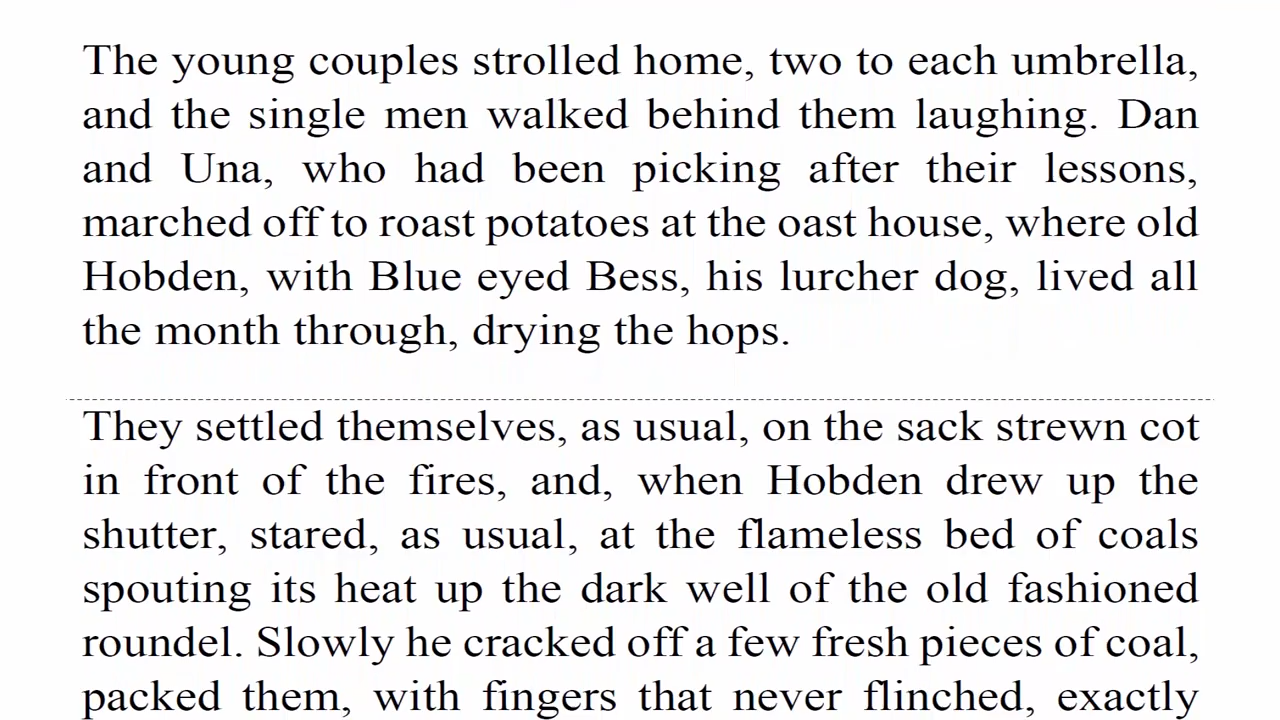 The young couples strolled home, two to each umbrella,
and the single men walked behind them laughing. Dan
and Una, who had been picking after their lessons,
marched off to roast potatoes at the oast house, where old
Hobden, with Blue eyed Bess, his lurcher dog, lived all
the month through, drying the hops.
They settled themselves, as usual, on the sack strewn cot
in front of the fires, and, when Hobden drew up the
shutter, stared, as usual, at the flameless bed of coals
spouting its heat up the dark well of the old fashioned
roundel. Slowly he cracked off a few fresh pieces of coal,
packed them, with fingers that never flinched, exactly